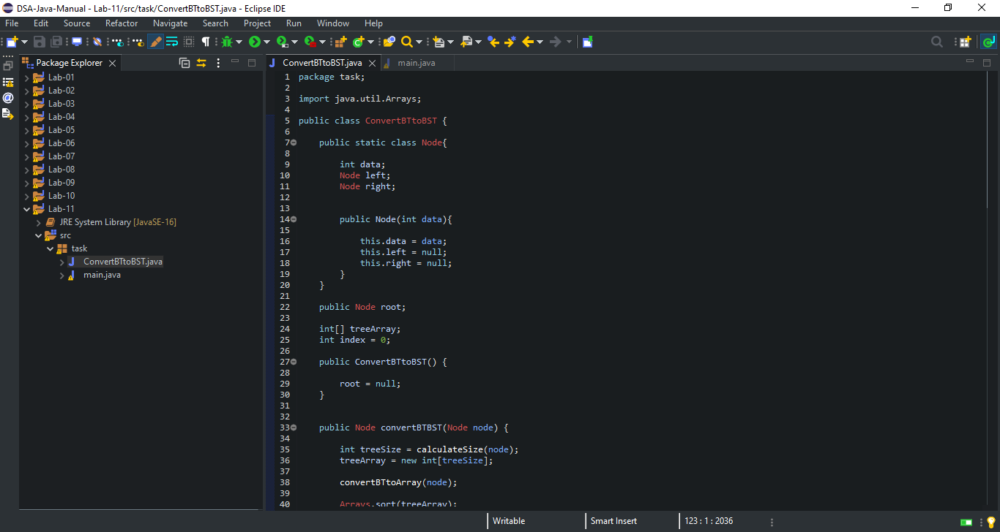 DSA-Java-Manual - Lab-11/src/task/ConvertBTtoBST.java - Eclipse IDE
File Edit Source Refactor Navigate Search Project Run Window Help
Package Explorer
Lab-01
Lab-02
Lab-03
Lab-04
Lab-05
Lab-06
Lab-07
Lab-08
Lab-09
Lab-10
Lab-11
JRE System Library [JavaSE-16]
src
task
ConvertBTtoBST.java
main.java
ConvertBTtoBST.java main.java
1 package task;
2
3 import java.util.Arrays;
4
5 public class ConvertBTtoBST {
6
7 public static class Node{
8
9 int data;
10 Node left;
11 Node right;
12
13
14 public Node(int data){
15
16 this.data = data;
17 this.left = null;
18 this.right = null;
19 }
20 }
21
22 public Node root;
23
24 int[] treeArray;
25 int index = 0;
26
27 public ConvertBTtoBST() {
28
29 root = null;
30 }
31
32
33 public Node convertBTBST(Node node) {
34
35 int treeSize = calculateSize(node);
36 treeArray = new int[treeSize];
37
38 convertBTtoArray(node);
39
40 Arrays.sort(treeArray);
Writable Smart Insert 123 : 1 : 2036